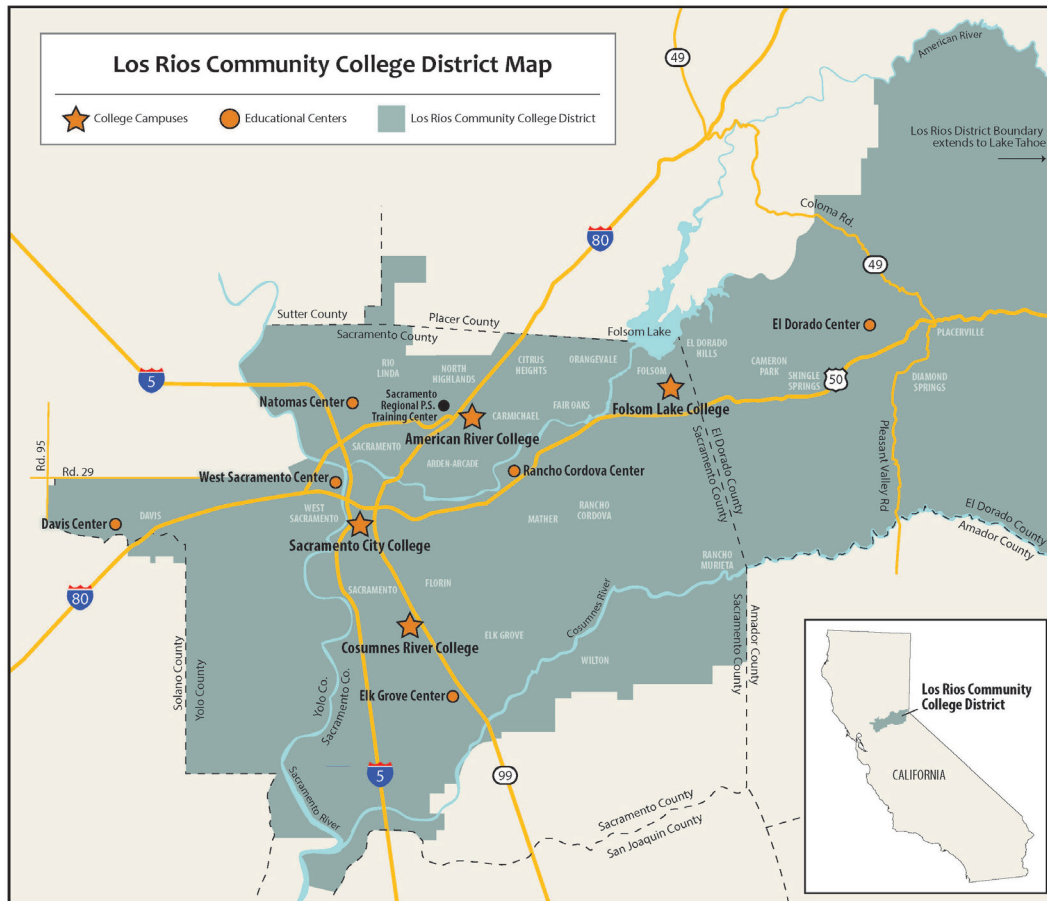 Los Rios Community College District Map
College Campuses
Educational Centers
Los Rios Community College District
49
American River
Los Rios District Boundary
extends to Lake Tahoe
80
Coloma Rd.
49
Sutter County
Sacramento County
Placer County
Folsom Lake
El Dorado Center
PLACERVILLE
RIO
LINDA
NORTH
HIGHLANDS
CITRUS
HEIGHTS
ORANGEVALE
FOLSOM
EL DORADO
HILLS
CAMERON
PARK
SHINGLE
SPRINGS
50
DIAMOND
SPRINGS
5
Natomas Center
Sacramento
Regional P.S.
Training Center
CARMICHAEL
FAIR OAKS
Folsom Lake College
American River College
SACRAMENTO
ARDEN-ARCADE
Rancho Cordova Center
El Dorado County
Sacramento County
Pleasant Valley Rd
Rd. 95
Rd. 29
West Sacramento Center
WEST
SACRAMENTO
Davis Center
DAVIS
MATHER
RANCHO
CORDOVA
El Dorado County
Amador County
Sacramento City College
RANCHO
MURIETA
80
SACRAMENTO
FLORIN
Cosumnes River
Cosumnes River College
ELK GROVE
WILTON
Amador County
Sacramento County
Solano County
Yolo County
Yolo Co.
Sacramento Co.
Elk Grove Center
5
99
Sacramento River
Sacramento County
San Joaquin County
Los Rios Community
College District
CALIFORNIA